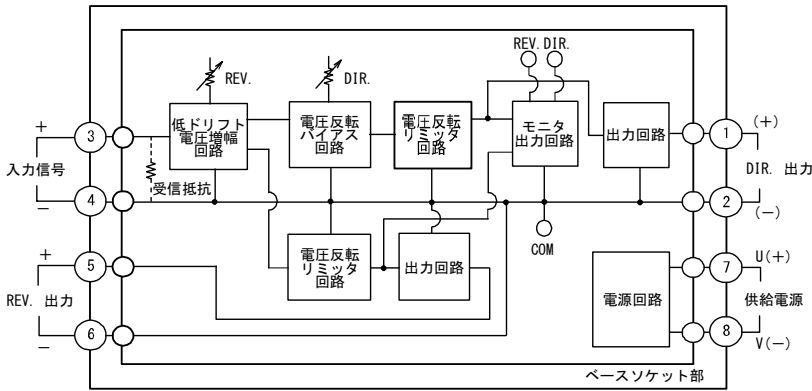 REV. DIR.
REV.
DIR.
低ドリフト
電圧増幅
回路
電圧反転
バイアス
回路
電圧反転
リミッタ
回路
モニタ
出力回路
出力回路
+
3
入力信号
−
4
受信抵抗
1
(+)
DIR. 出力
2
(−)
COM
+
5
REV. 出力
−
6
電圧反転
リミッタ
回路
出力回路
電源回路
7
U(+)
供給電源
8
V(−)
ベースソケット部